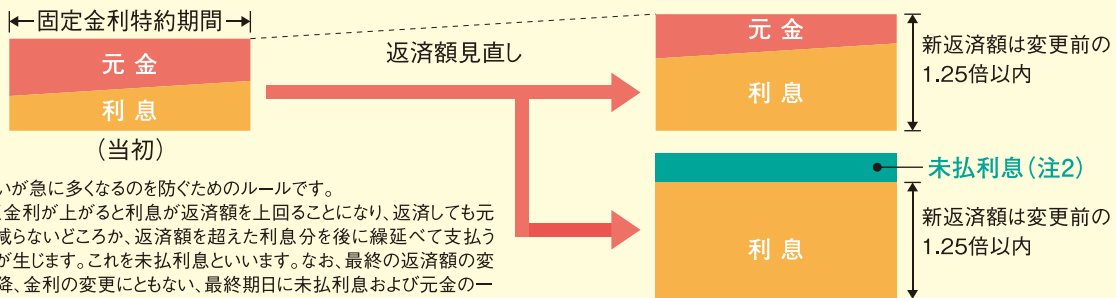 固定金利特約期間
元金
利息
(当初)
返済額見直し
元金
利息
新返済額は変更前の
1.25倍以内
未払利息(注2)
利息
新返済額は変更前の
1.25倍以内
いが急に多くなるのを防ぐためのルールです。
金利が上がると利息が返済額を上回ることになり、返済しても元
減らないどころか、返済額を超えた利息分を後に繰延べて支払う
が生じます。これを未払利息といいます。なお、最終の返済額の変
降、金利の変更にともない、最終期日に未払利息および元金の一